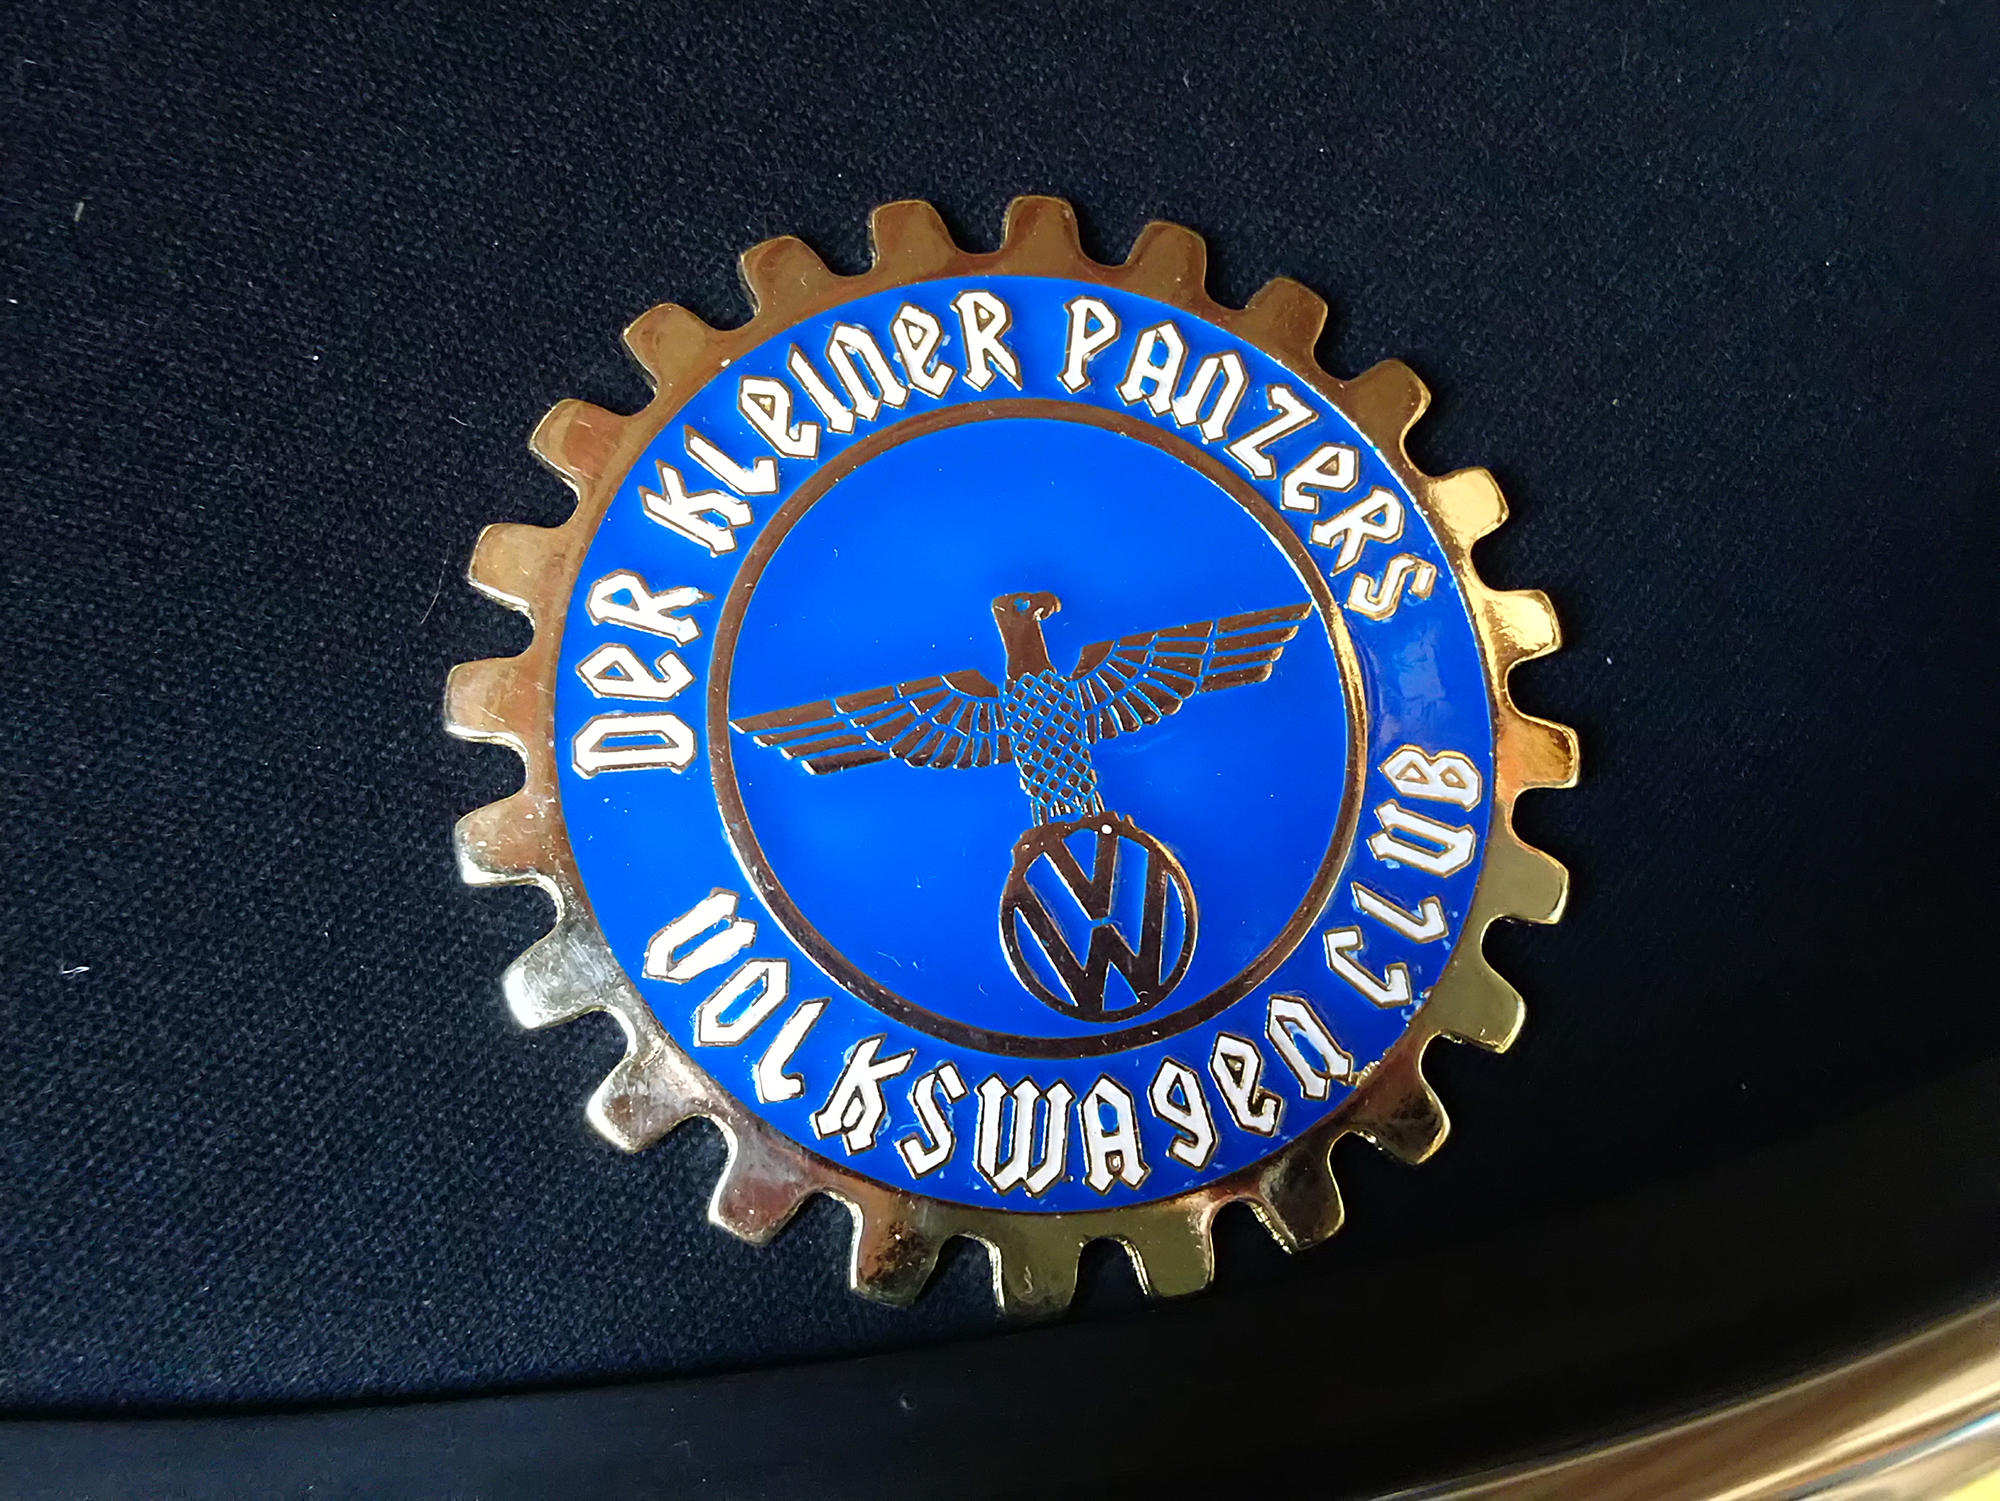 Der Kleiner Panzers
Volkswagen Club
VW